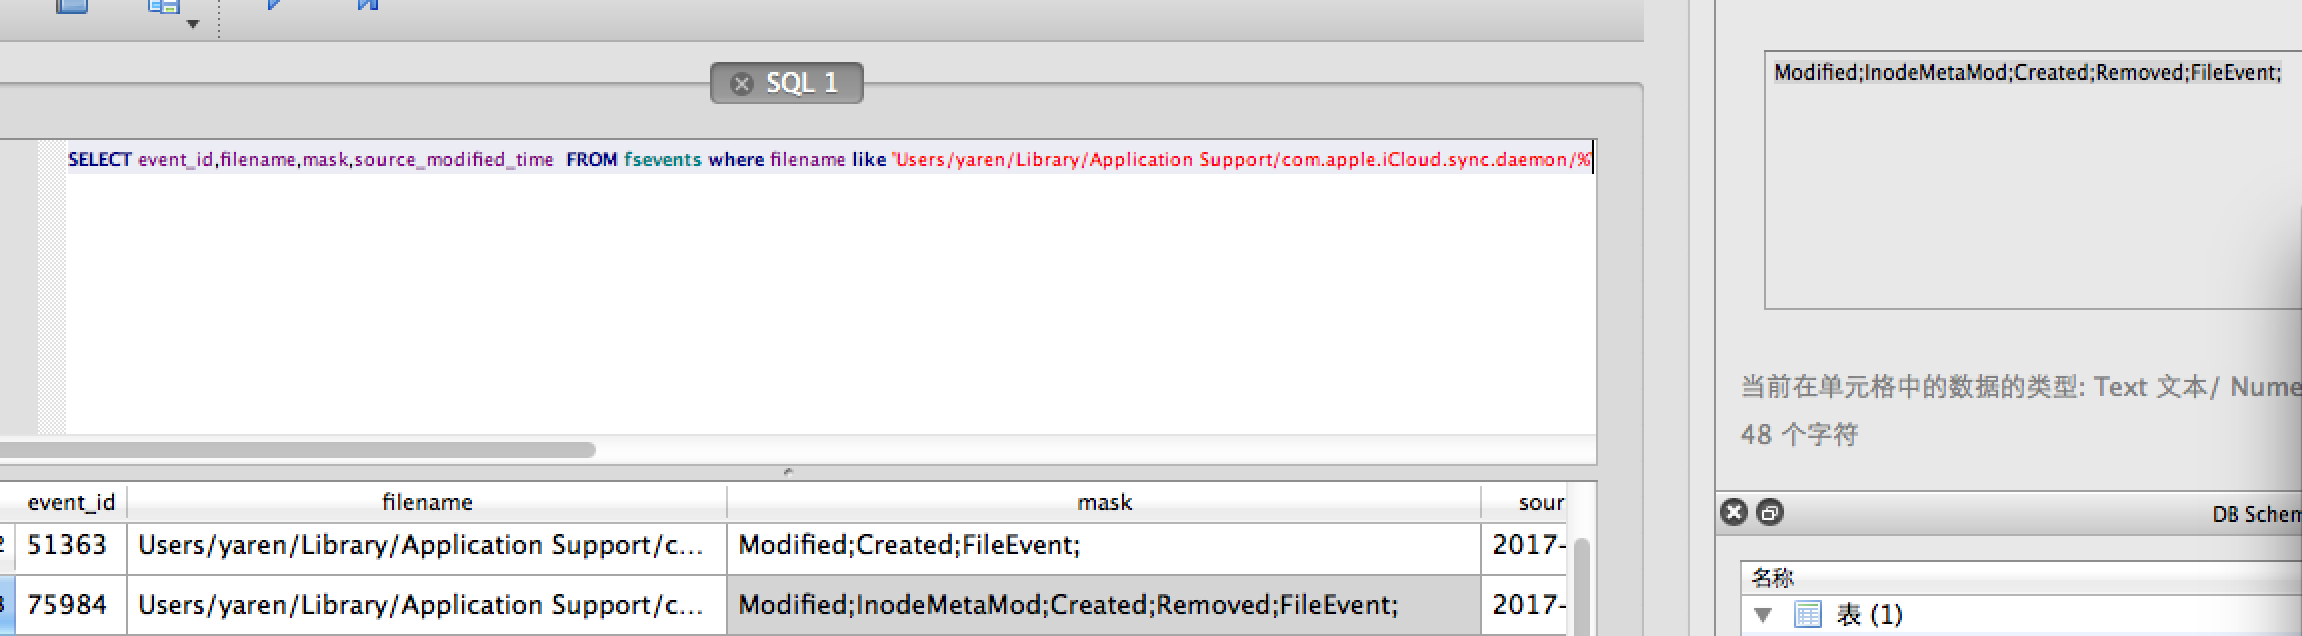 SQL 1
SELECT event_id,filename,mask,source_modified_time FROM fsevents where filename like 'Users/yaren/Library/Application Support/com.apple.iCloud.sync.daemon/%'
event_id filename mask sour
51363 Users/yaren/Library/Application Support/c... Modified;Created;FileEvent; 2017-
75984 Users/yaren/Library/Application Support/c... Modified;InodeMetaMod;Created;Removed;FileEvent; 2017-
Modified;InodeMetaMod;Created;Removed;FileEvent;
当前在单元格中的数据的类型: Text 文本/ Nume
48 个字符
DB Schem
名称
表 (1)